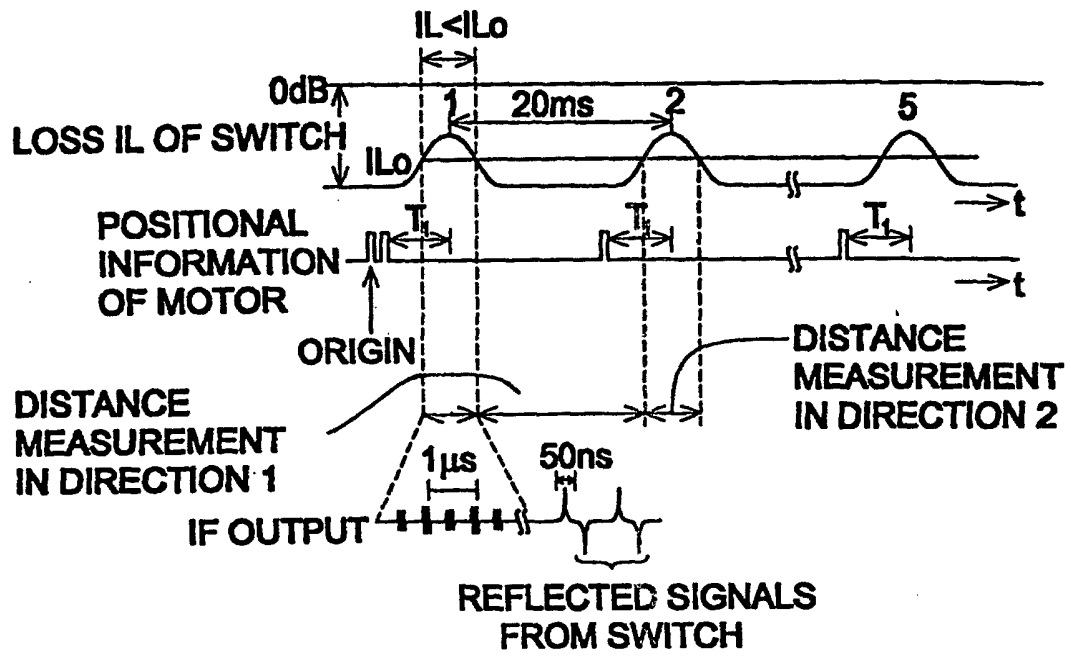 IL<ILo
0dB
1
20ms
2
5
LOSS IL OF SWITCH
ILo
t
POSITIONAL
INFORMATION
OF MOTOR
T₁
T₁
T₁
t
ORIGIN
DISTANCE
MEASUREMENT
IN DIRECTION 1
DISTANCE
MEASUREMENT
IN DIRECTION 2
1μs
50ns
IF OUTPUT
REFLECTED SIGNALS
FROM SWITCH